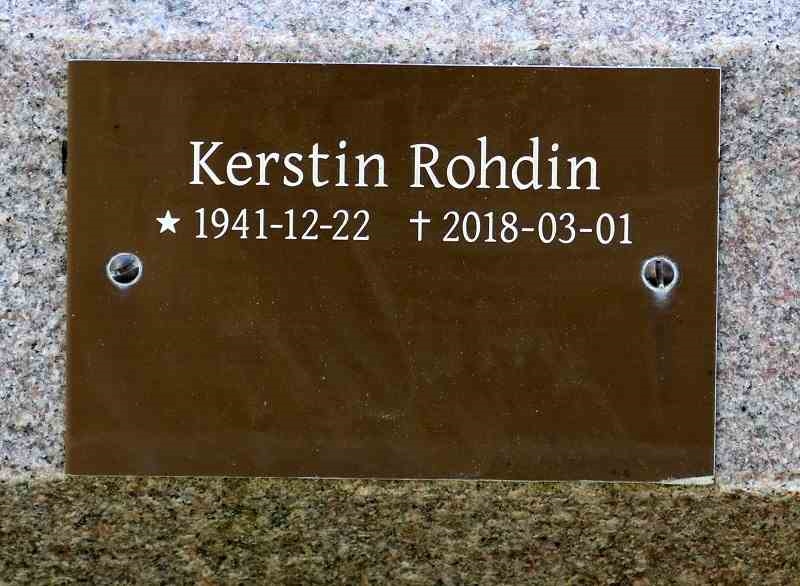 Kerstin Rohdin
★ 1941-12-22 † 2018-03-01